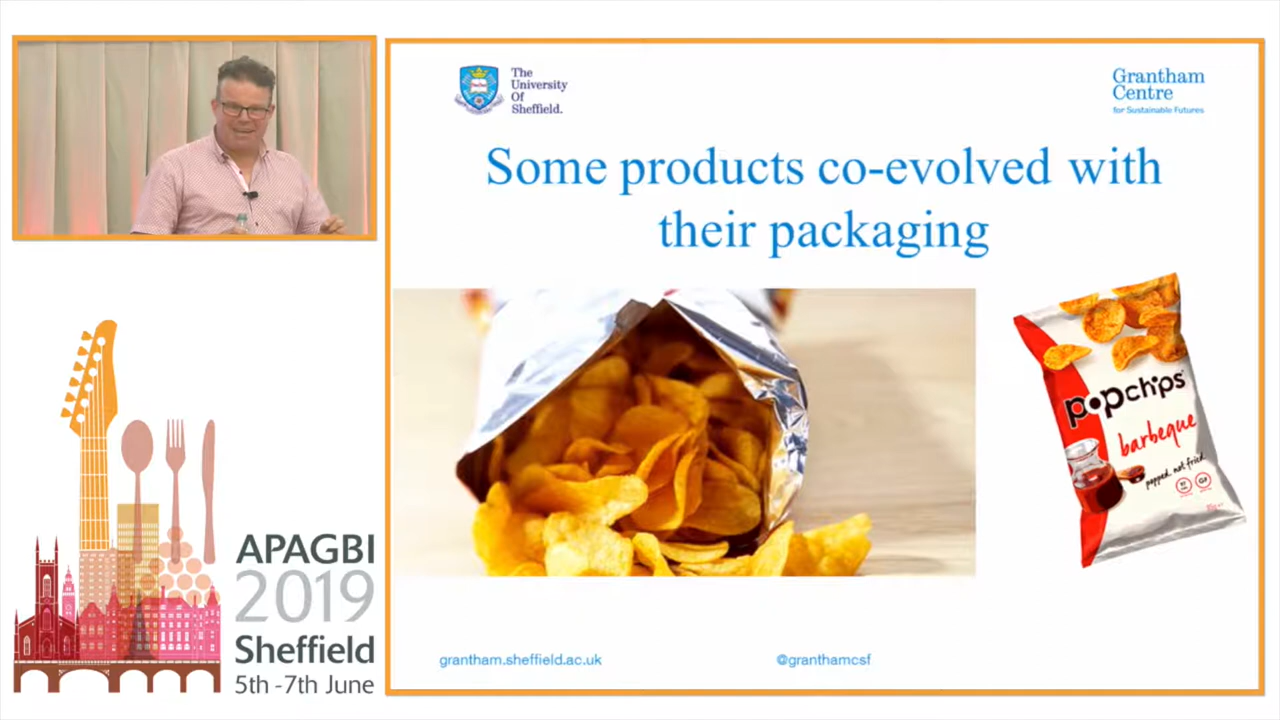 The
University
Of
Sheffield.
Grantham
Centre
for Sustainable Futures
Some products co-evolved with
their packaging
popchips
barbeque
popped. not fried.
APAGBI
2019
Sheffield
5th -7th June
grantham.sheffield.ac.uk
@granthamcsf